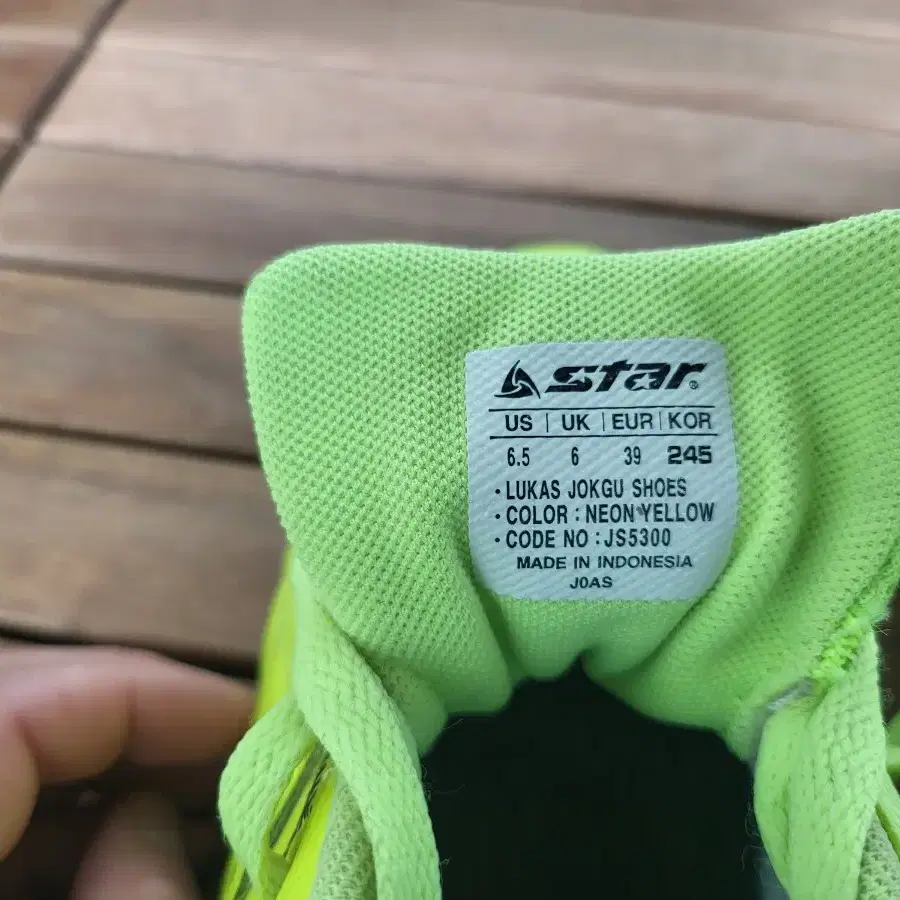 star®
US | UK | EUR | KOR
6.5 6 39 245
· LUKAS JOKGU SHOES
· COLOR : NEON YELLOW
· CODE NO : JS5300
MADE IN INDONESIA
J0AS